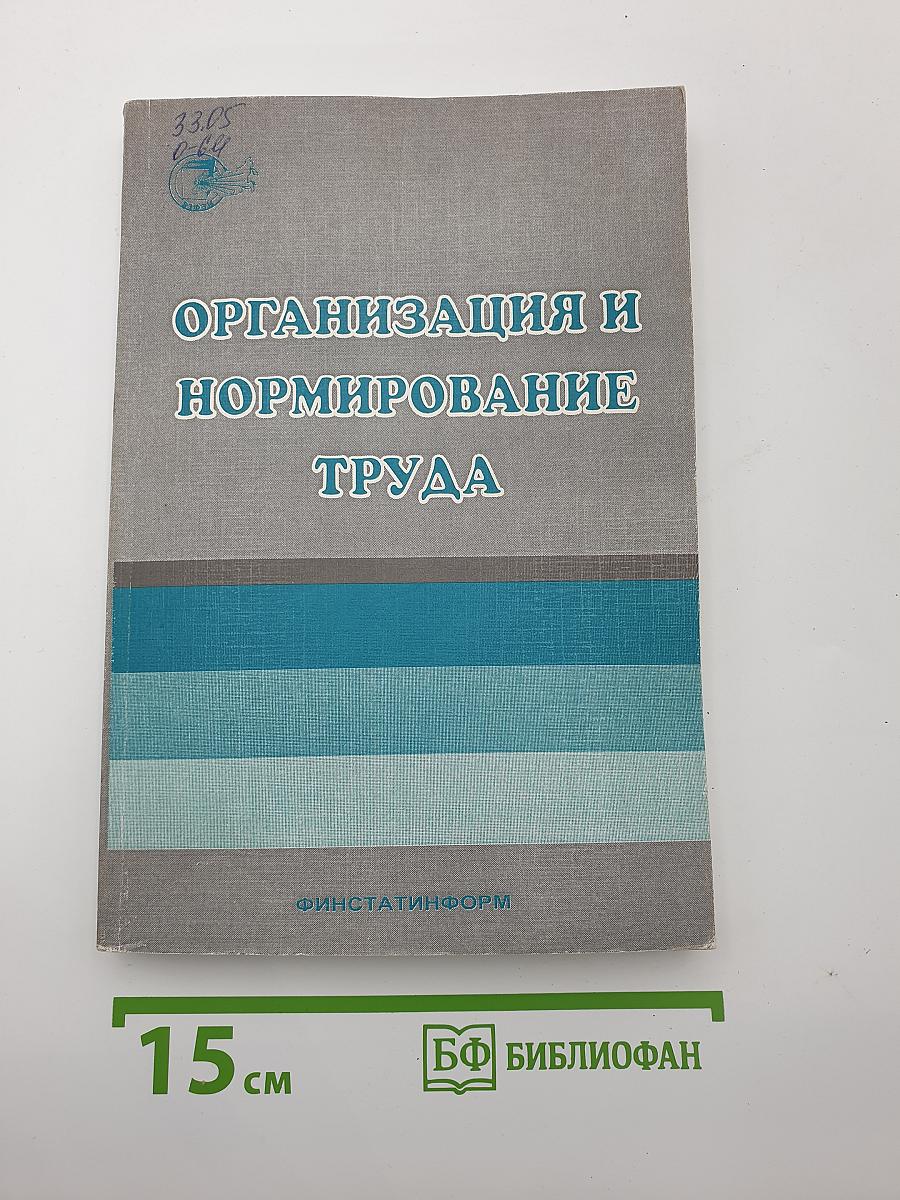 33.05
О-64
ОРГАНИЗАЦИЯ И
НОРМИРОВАНИЕ
ТРУДА
ФИНСТАТИНФОРМ
15 см
БФ БИБЛИОФАН